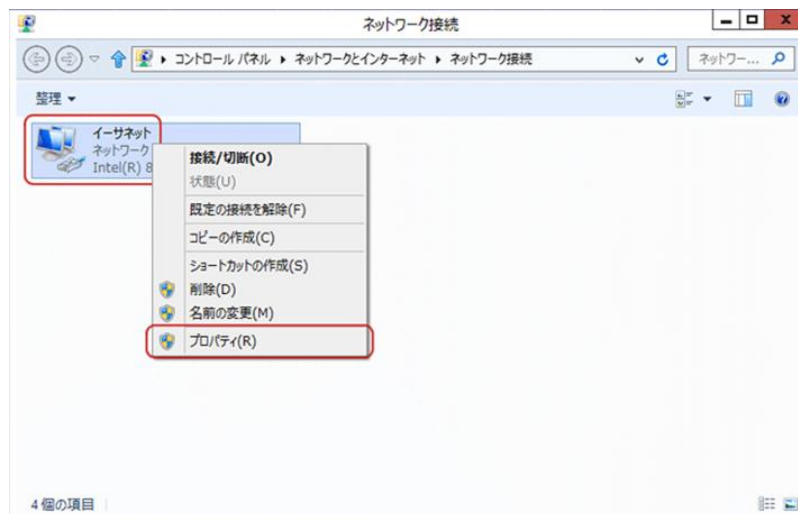 ネットワーク接続
コントロール パネル ▸ ネットワークとインターネット ▸ ネットワーク接続
ネットワー...
整理
イーサネット
ネットワーク
Intel(R) 8
接続/切断(O)
状態(U)
既定の接続を解除(F)
コピーの作成(C)
ショートカットの作成(S)
削除(D)
名前の変更(M)
プロパティ(R)
4 個の項目